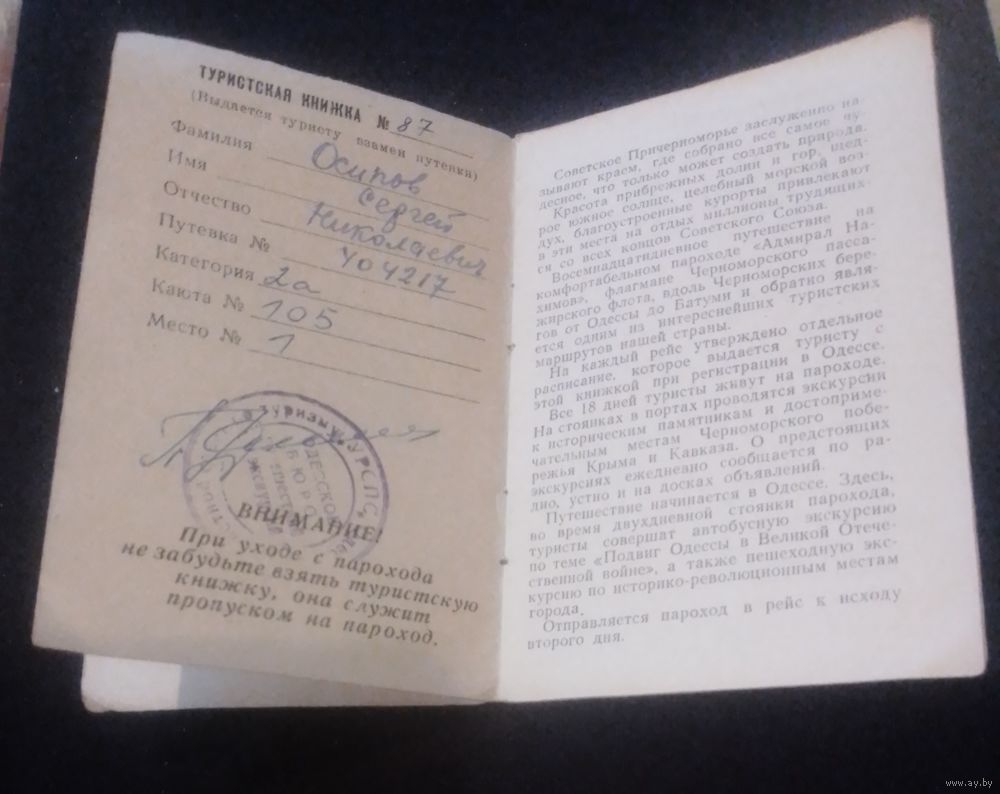 ТУРИСТСКАЯ КНИЖКА № 87
(Выдается туристу взамен путевки)
Фамилия Осипов
Имя Сергей
Отчество Николаевич
Путевка № 404217
Категория 2а
Каюта № 105
Место № 1
туризму УРСПС
ОДЕССКОЕ
БЮРО
ВНИМАНИЕ!
При уходе с парохода
не забудьте взять туристскую
книжку, она служит
пропуском на пароход.
Советское Причерноморье заслуженно на-
зывают краем, где собрано все самое чу-
десное, что только может создать природа.
Красота прибрежных долин и гор, щед-
рое южное солнце, целебный морской воз-
дух, благоустроенные курорты привлекают
в эти места на отдых миллионы трудящих-
ся со всех концов Советского Союза.
Восемнадцатидневное путешествие на
комфортабельном пароходе «Адмирал На-
химов», флагмане Черноморского пасса-
жирского флота, вдоль Черноморских бере-
гов от Одессы до Батуми и обратно явля-
ется одним из интереснейших туристских
маршрутов нашей страны.
На каждый рейс утверждено отдельное
расписание, которое выдается туристу с
этой книжкой при регистрации в Одессе.
Все 18 дней туристы живут на пароходе.
На стоянках в портах проводятся экскурсии
к историческим памятникам и достоприме-
чательным местам Черноморского побе-
режья Крыма и Кавказа. О предстоящих
экскурсиях ежедневно сообщается по ра-
дио, устно и на досках объявлений.
Путешествие начинается в Одессе. Здесь,
во время двухдневной стоянки парохода,
туристы совершат автобусную экскурсию
по теме «Подвиг Одессы в Великой Отече-
ственной войне», а также пешеходную экс-
курсию по историко-революционным местам
города.
Отправляется пароход в рейс к исходу
второго дня.
www.ay.by